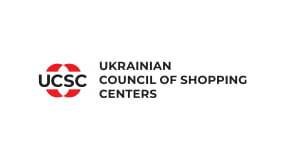 UCSC
UKRAINIAN
COUNCIL OF SHOPPING
CENTERS